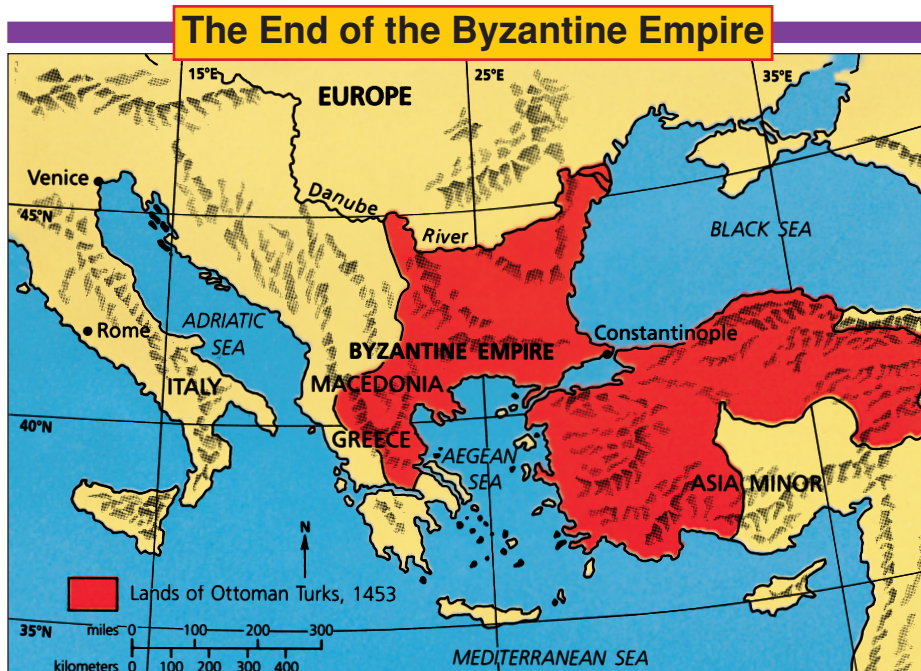 The End of the Byzantine Empire
15°E
25°E
35°E
EUROPE
Venice
Danube
River
45°N
BLACK SEA
Rome
ADRIATIC
SEA
Constantinople
BYZANTINE EMPIRE
ITALY
MACEDONIA
40°N
GREECE
AEGEAN
SEA
ASIA MINOR
N
Lands of Ottoman Turks, 1453
35°N
miles 0 100 200 300
kilometers 0 100 200 300 400
MEDITERRANEAN SEA